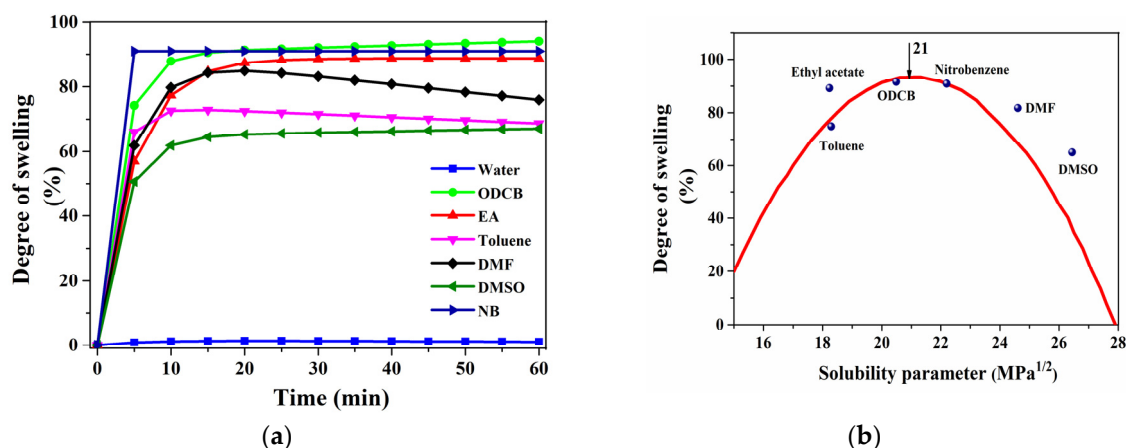 100
80
60
40
20
0
Degree of swelling
(%)
Water
ODCB
EA
Toluene
DMF
DMSO
NB
0 10 20 30 40 50 60
Time (min)
(a)
100
80
60
40
20
0
Degree of swelling
(%)
21
Ethyl acetate
ODCB
Nitrobenzene
DMF
Toluene
DMSO
16 18 20 22 24 26 28
Solubility parameter (MPa1/2)
(b)